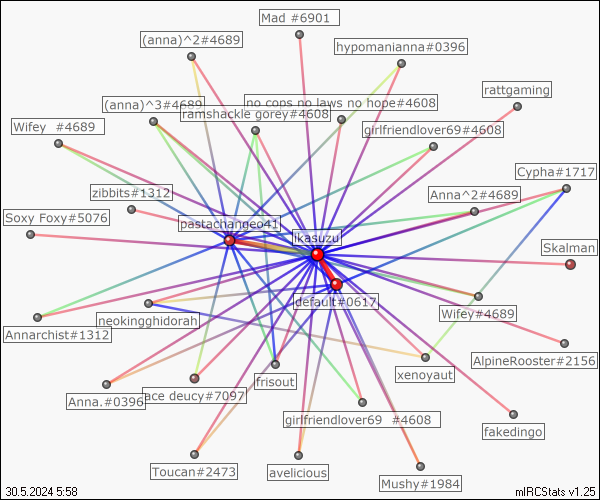 Mad #6901
(anna)^2#4689
hypomanianna#0396
rattgaming
(anna)^3#4689
no cops no laws no hope#4608
ramshackle gorey#4608
Wifey #4689
girlfriendlover69#4608
Cypha#1717
zibbits#1312
Anna^2#4689
Soxy Foxy#5076
pastachangeo41
ikasuzu
Skalman
default#0617
neokingghidorah
Wifey#4689
Annarchist#1312
AlpineRooster#2156
xenoyaut
frisout
Anna.#0396
ace deucy#7097
girlfriendlover69 #4608
fakedingo
Toucan#2473
avelicious
Mushy#1984
30.5.2024 5:58
mIRCStats v1.25